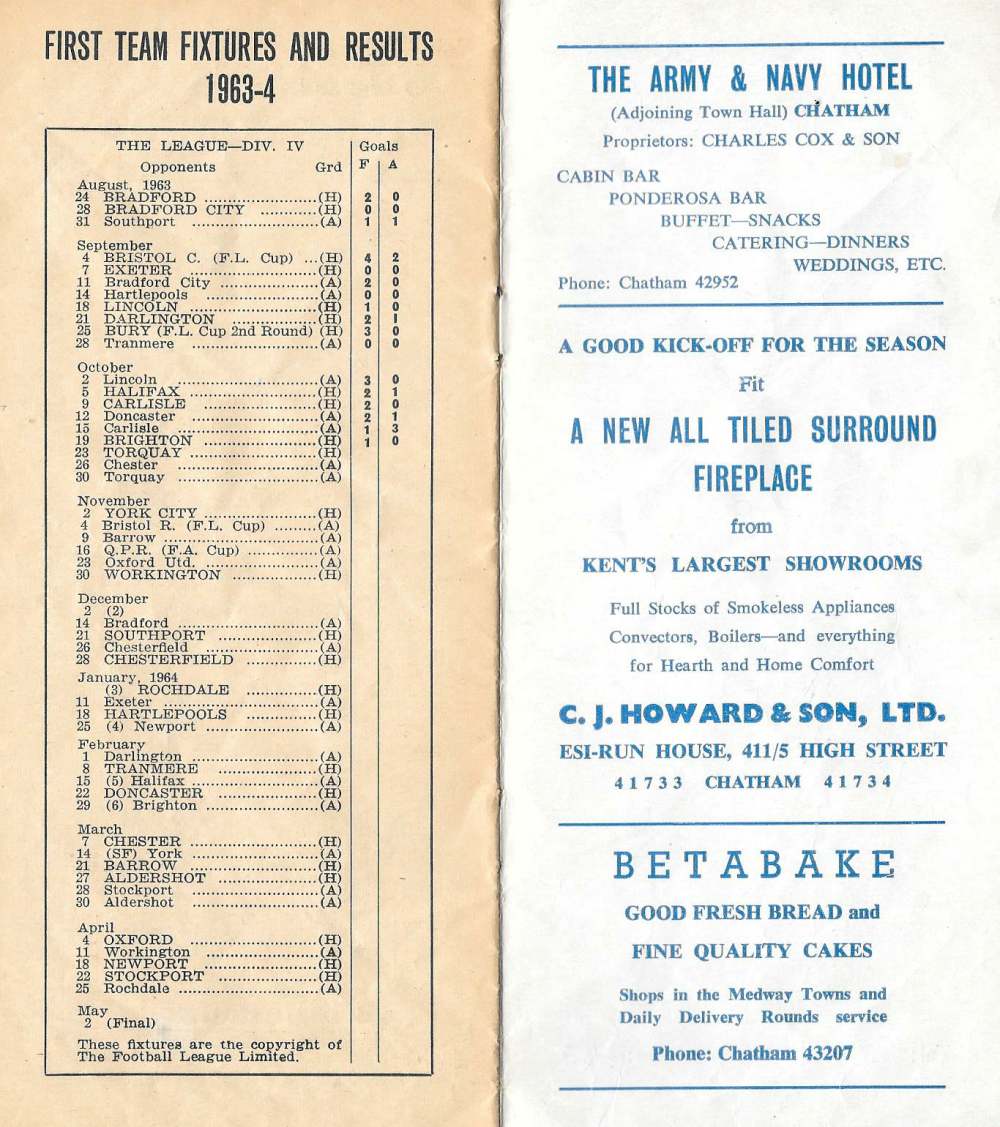 FIRST TEAM FIXTURES AND RESULTS
1963-4
THE LEAGUE—DIV. IV Goals
Opponents Grd F A
August, 1963
24 BRADFORD ........................(H) 2 0
28 BRADFORD CITY ............(H) 0 0
31 Southport ...........................(A) 1 1
September
4 BRISTOL C. (F.L. Cup) ...(H) 4 2
7 EXETER ...........................(H) 0 0
11 Bradford City .....................(A) 2 0
14 Hartlepools ........................(A) 0 0
18 LINCOLN ...........................(H) 1 0
21 DARLINGTON ..................(H) 2 1
25 BURY (F.L. Cup 2nd Round) (H) 3 0
28 Tranmere ...........................(A) 0 0
October
2 Lincoln ..............................(A) 3 0
5 HALIFAX ...........................(H) 2 1
9 CARLISLE ........................(H) 2 0
12 Doncaster ...........................(A) 2 1
15 Carlisle ..............................(A) 1 3
19 BRIGHTON ........................(H) 1 0
23 TORQUAY ........................(H)
26 Chester ..............................(A)
30 Torquay ...........................(A)
November
2 YORK CITY ........................(H)
4 Bristol R. (F.L. Cup) .........(A)
9 Barrow ..............................(A)
16 Q.P.R. (F.A. Cup) ...............(A)
23 Oxford Utd. ........................(A)
30 WORKINGTON ..................(H)
December
2 (2)
14 Bradford ...........................(A)
21 SOUTHPORT .....................(H)
26 Chesterfield ........................(A)
28 CHESTERFIELD ...............(H)
January, 1964
(3) ROCHDALE ...............(H)
11 Exeter ..............................(A)
18 HARTLEPOOLS ...............(H)
25 (4) Newport .....................(A)
February
1 Darlington ........................(A)
8 TRANMERE .....................(H)
15 (5) Halifax ........................(A)
22 DONCASTER .....................(H)
29 (6) Brighton .....................(A)
March
7 CHESTER ...........................(H)
14 (SF) York ...........................(A)
21 BARROW ...........................(H)
27 ALDERSHOT .....................(H)
28 Stockport ...........................(A)
30 Aldershot ...........................(A)
April
4 OXFORD ...........................(H)
11 Workington ........................(A)
18 NEWPORT ........................(H)
22 STOCKPORT .....................(H)
25 Rochdale ...........................(A)
May
2 (Final)
These fixtures are the copyright of
The Football League Limited.
THE ARMY & NAVY HOTEL
(Adjoining Town Hall) CHATHAM
Proprietors: CHARLES COX & SON
CABIN BAR
PONDEROSA BAR
BUFFET—SNACKS
CATERING—DINNERS
WEDDINGS, ETC.
Phone: Chatham 42952
A GOOD KICK-OFF FOR THE SEASON
Fit
A NEW ALL TILED SURROUND
FIREPLACE
from
KENT'S LARGEST SHOWROOMS
Full Stocks of Smokeless Appliances
Convectors, Boilers—and everything
for Hearth and Home Comfort
C. J. HOWARD & SON, LTD.
ESI-RUN HOUSE, 411/5 HIGH STREET
41733 CHATHAM 41734
BETABAKE
GOOD FRESH BREAD and
FINE QUALITY CAKES
Shops in the Medway Towns and
Daily Delivery Rounds service
Phone: Chatham 43207